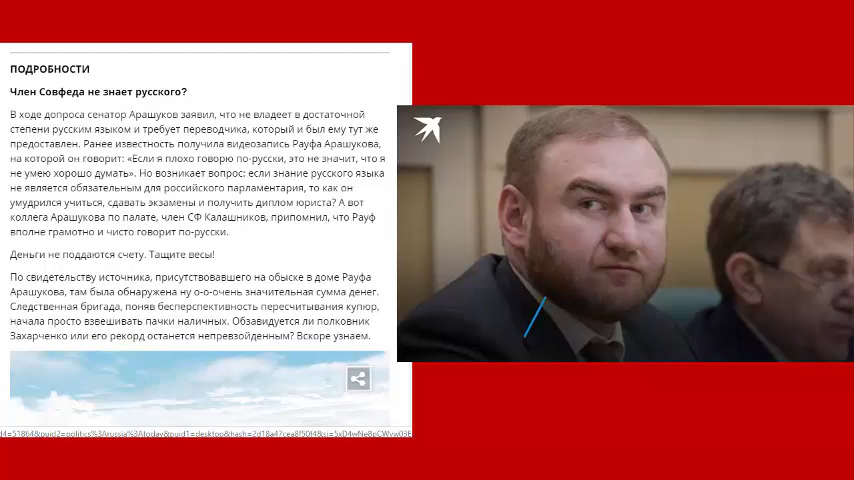 ПОДРОБНОСТИ
Член Совфеда не знает русского?
В ходе допроса сенатор Арашуков заявил, что не владеет в достаточной
степени русским языком и требует переводчика, который и был ему тут же
предоставлен. Ранее известность получила видеозапись Рауфа Арашукова,
на которой он говорит: «Если я плохо говорю по-русски, это не значит, что я
не умею хорошо думать». Но возникает вопрос: если знание русского языка
не является обязательным для российского парламентария, то как он
умудрился учиться, сдавать экзамены и получить диплом юриста? А вот
коллега Арашукова по палате, член СФ Калашников, припомнил, что Рауф
вполне грамотно и чисто говорит по-русски.
Деньги не поддаются счету. Тащите весы!
По свидетельству источника, присутствовавшего на обыске в доме Рауфа
Арашукова, там была обнаружена ну о-о-очень значительная сумма денег.
Следственная бригада, поняв бесперспективность пересчитывания купюр,
начала просто взвешивать пачки наличных. Обзавидуется ли полковник
Захарченко или его рекорд останется непревзойденным? Вскоре узнаем.